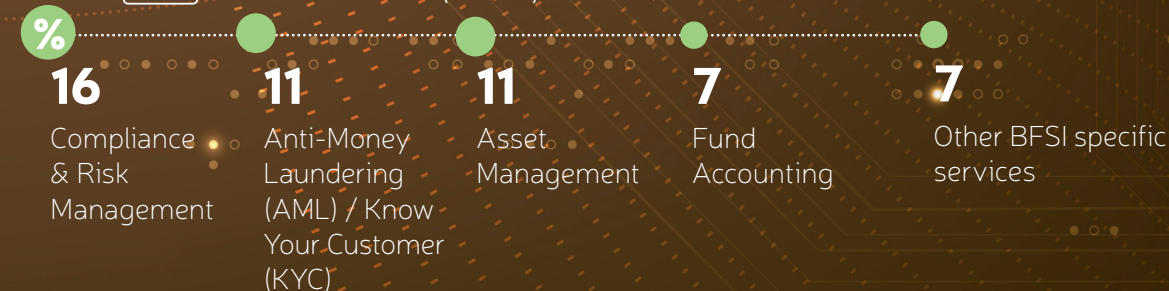 %
16
11
11
7
7
Compliance
& Risk
Management
Anti-Money
Laundering
(AML) / Know
Your Customer
(KYC)
Asset
Management
Fund
Accounting
Other BFSI specific
services